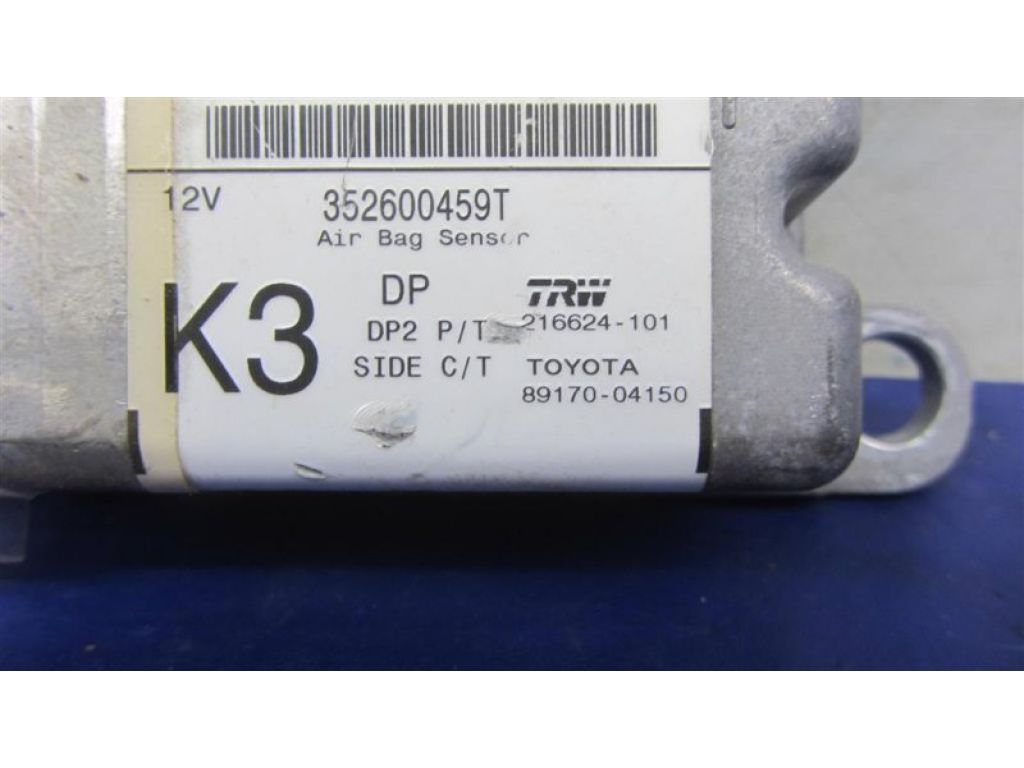 12V 352600459T
Air Bag Sensor
K3 DP TRW
DP2 P/T 216624-101
SIDE C/T TOYOTA
89170-04150